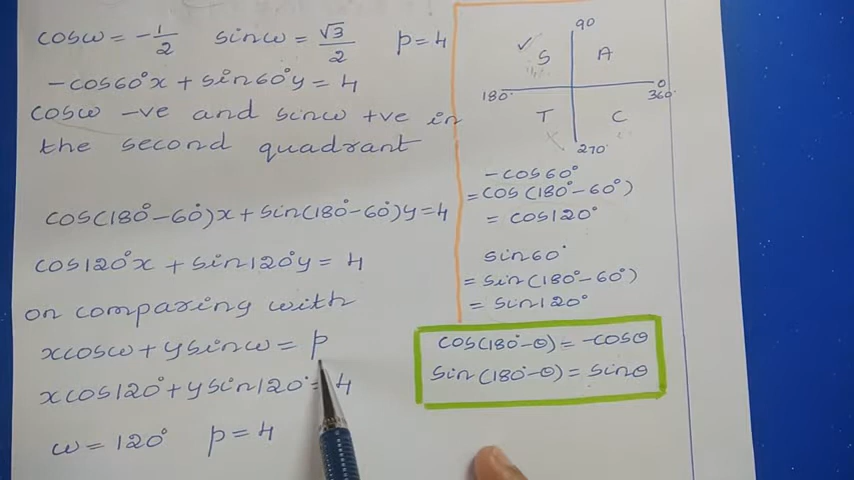 cosω = -1/2 sinω = √3/2 p = 4
-cos60°x + sin60°y = 4
cosω -ve and sinω +ve in
the second quadrant
cos(180°-60°)x + sin(180°-60°)y = 4
cos120°x + sin120°y = 4
on comparing with
xcosω + ysinω = p
xcos120° + ysin120° = 4
ω = 120° p = 4
90
✓ S A
180° 0
360°
T C
270°
-cos60°
= cos(180°-60°)
= cos120°
sin60°
= sin(180°-60°)
= sin120°
cos(180°-θ) = -cosθ
sin(180°-θ) = sinθ